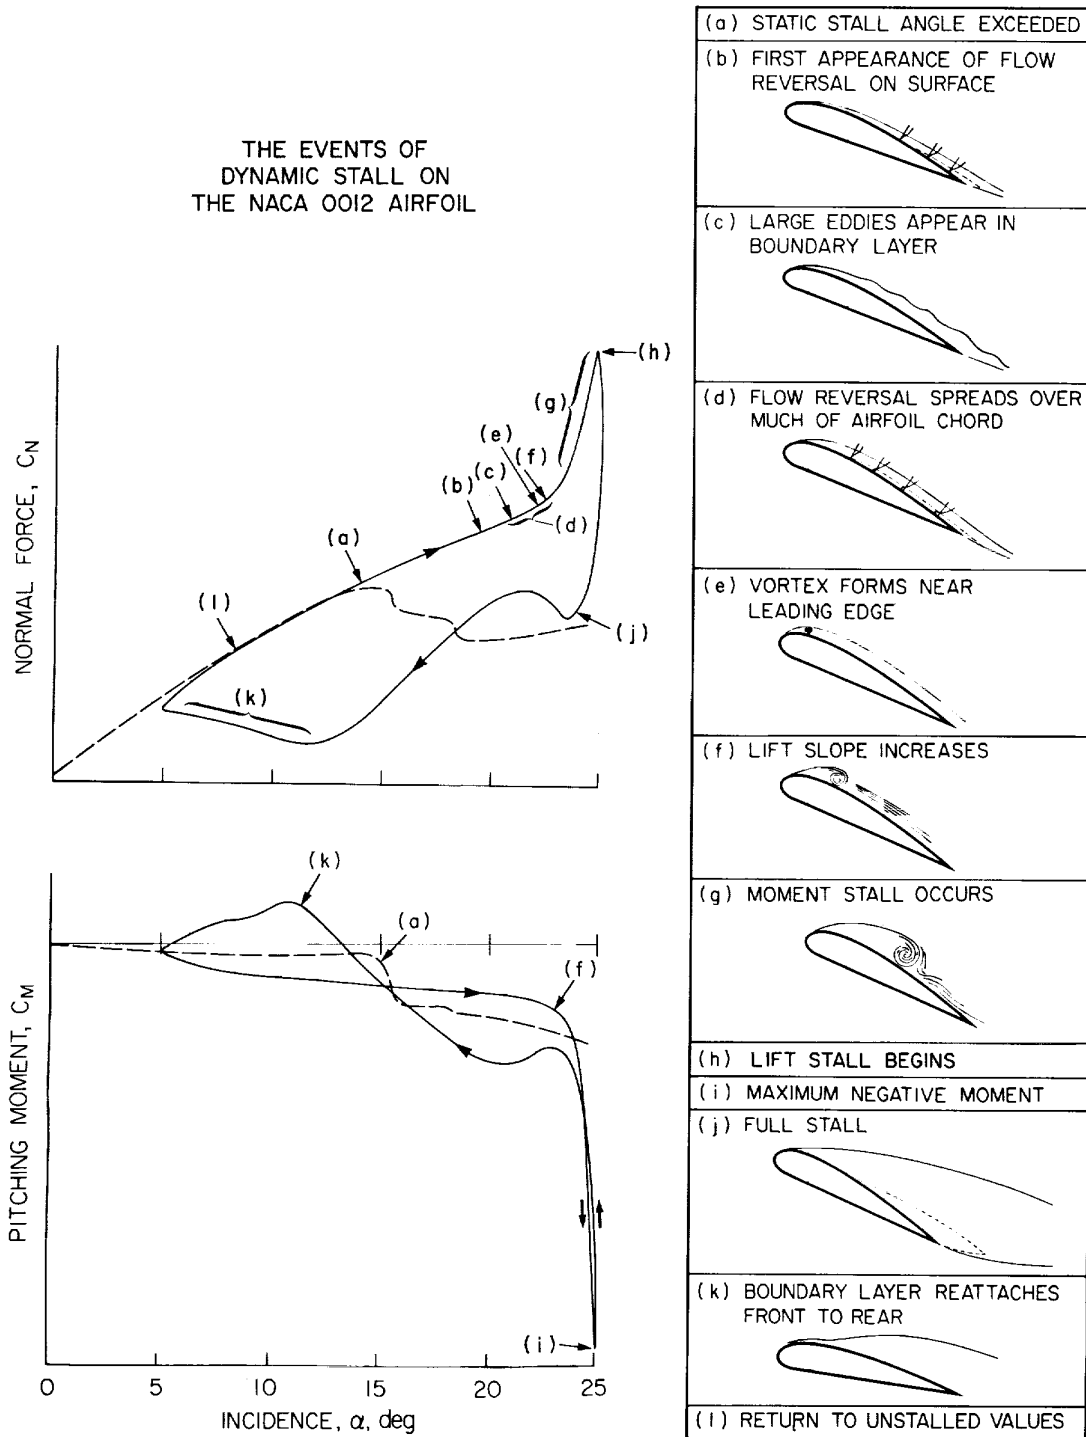 THE EVENTS OF
DYNAMIC STALL ON
THE NACA 0012 AIRFOIL
NORMAL FORCE, CN
(a)
(b)
(c)
(d)
(e)
(f)
(g)
(h)
(j)
(k)
(l)
PITCHING MOMENT, CM
(k)
(a)
(f)
(i)
0
5
10
15
20
25
INCIDENCE, α, deg
(a) STATIC STALL ANGLE EXCEEDED
(b) FIRST APPEARANCE OF FLOW
REVERSAL ON SURFACE
(c) LARGE EDDIES APPEAR IN
BOUNDARY LAYER
(d) FLOW REVERSAL SPREADS OVER
MUCH OF AIRFOIL CHORD
(e) VORTEX FORMS NEAR
LEADING EDGE
(f) LIFT SLOPE INCREASES
(g) MOMENT STALL OCCURS
(h) LIFT STALL BEGINS
(i) MAXIMUM NEGATIVE MOMENT
(j) FULL STALL
(k) BOUNDARY LAYER REATTACHES
FRONT TO REAR
(l) RETURN TO UNSTALLED VALUES